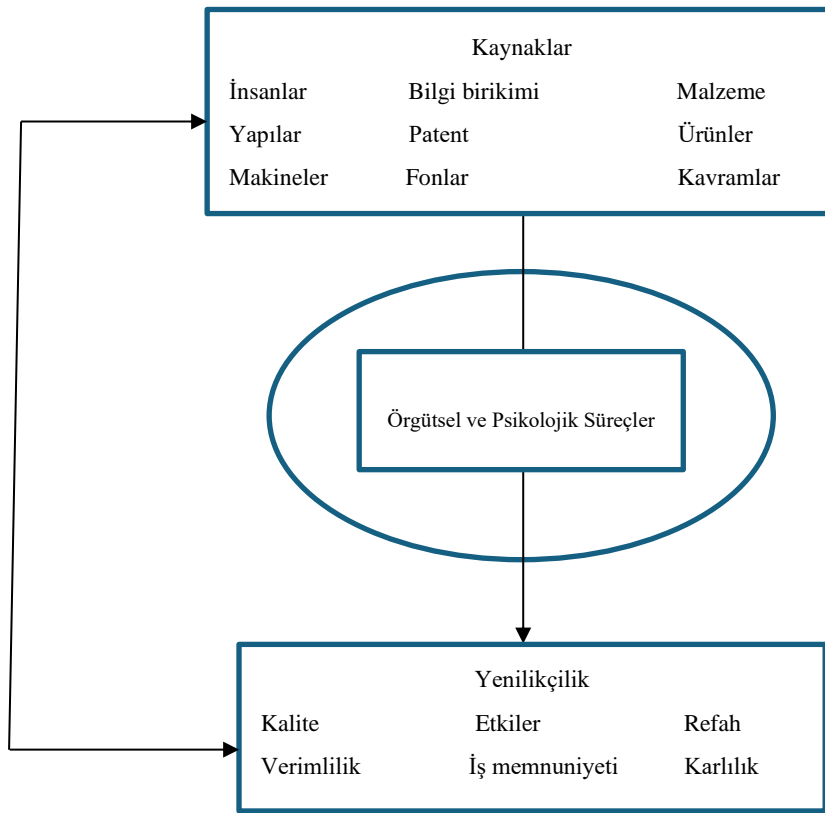 Kaynaklar
İnsanlar Bilgi birikimi Malzeme
Yapılar Patent Ürünler
Makineler Fonlar Kavramlar
Örgütsel ve Psikolojik Süreçler
Yenilikçilik
Kalite Etkiler Refah
Verimlilik İş memnuniyeti Karlılık